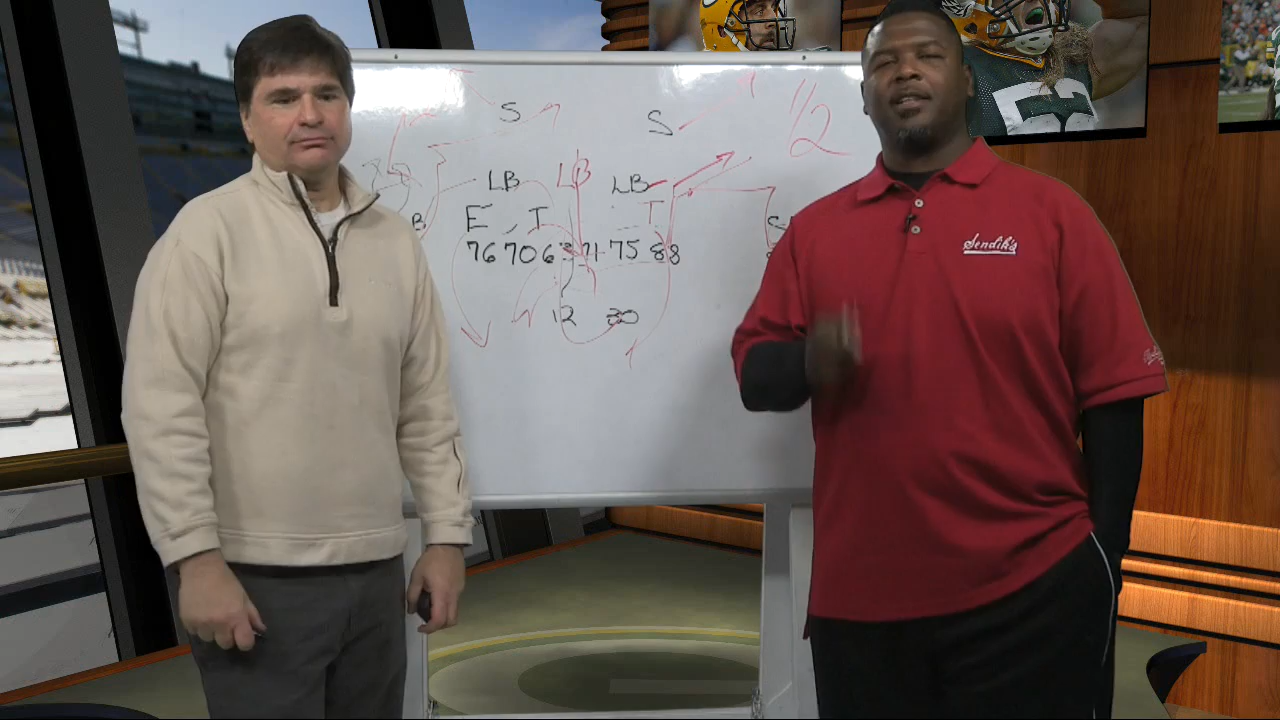 S
S
1/2
LB LB LB
E T T
76 70 63 71 75 88
12 30
Sendik's